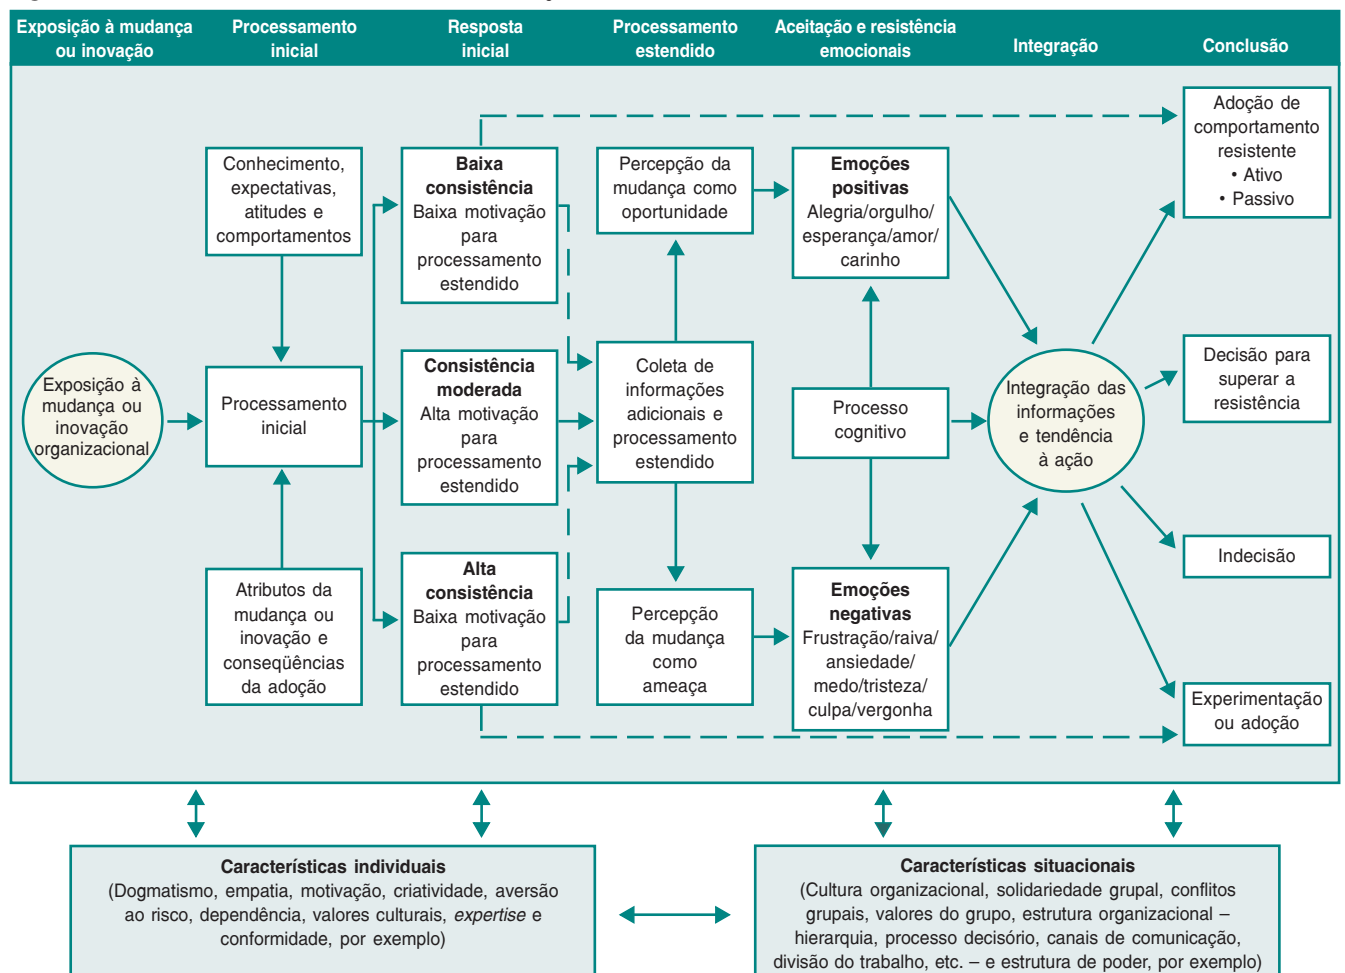 Exposição à mudança
ou inovação
Processamento
inicial
Resposta
inicial
Processamento
estendido
Aceitação e resistência
emocionais
Integração
Conclusão
Exposição à
mudança ou
inovação
organizacional
Conhecimento,
expectativas,
atitudes e
comportamentos
Processamento
inicial
Atributos da
mudança ou
inovação e
conseqüências
da adoção
Baixa
consistência
Baixa motivação
para
processamento
estendido
Consistência
moderada
Alta motivação
para
processamento
estendido
Alta
consistência
Baixa motivação
para
processamento
estendido
Percepção da
mudança como
oportunidade
Coleta de
informações
adicionais e
processamento
estendido
Percepção
da mudança
como
ameaça
Emoções
positivas
Alegria/orgulho/
esperança/amor/
carinho
Processo
cognitivo
Emoções
negativas
Frustração/raiva/
ansiedade/
medo/tristeza/
culpa/vergonha
Integração das
informações
e tendência
à ação
Adoção de
comportamento
resistente
• Ativo
• Passivo
Decisão para
superar a
resistência
Indecisão
Experimentação
ou adoção
Características individuais
(Dogmatismo, empatia, motivação, criatividade, aversão
ao risco, dependência, valores culturais, expertise e
conformidade, por exemplo)
Características situacionais
(Cultura organizacional, solidariedade grupal, conflitos
grupais, valores do grupo, estrutura organizacional –
hierarquia, processo decisório, canais de comunicação,
divisão do trabalho, etc. – e estrutura de poder, por exemplo)